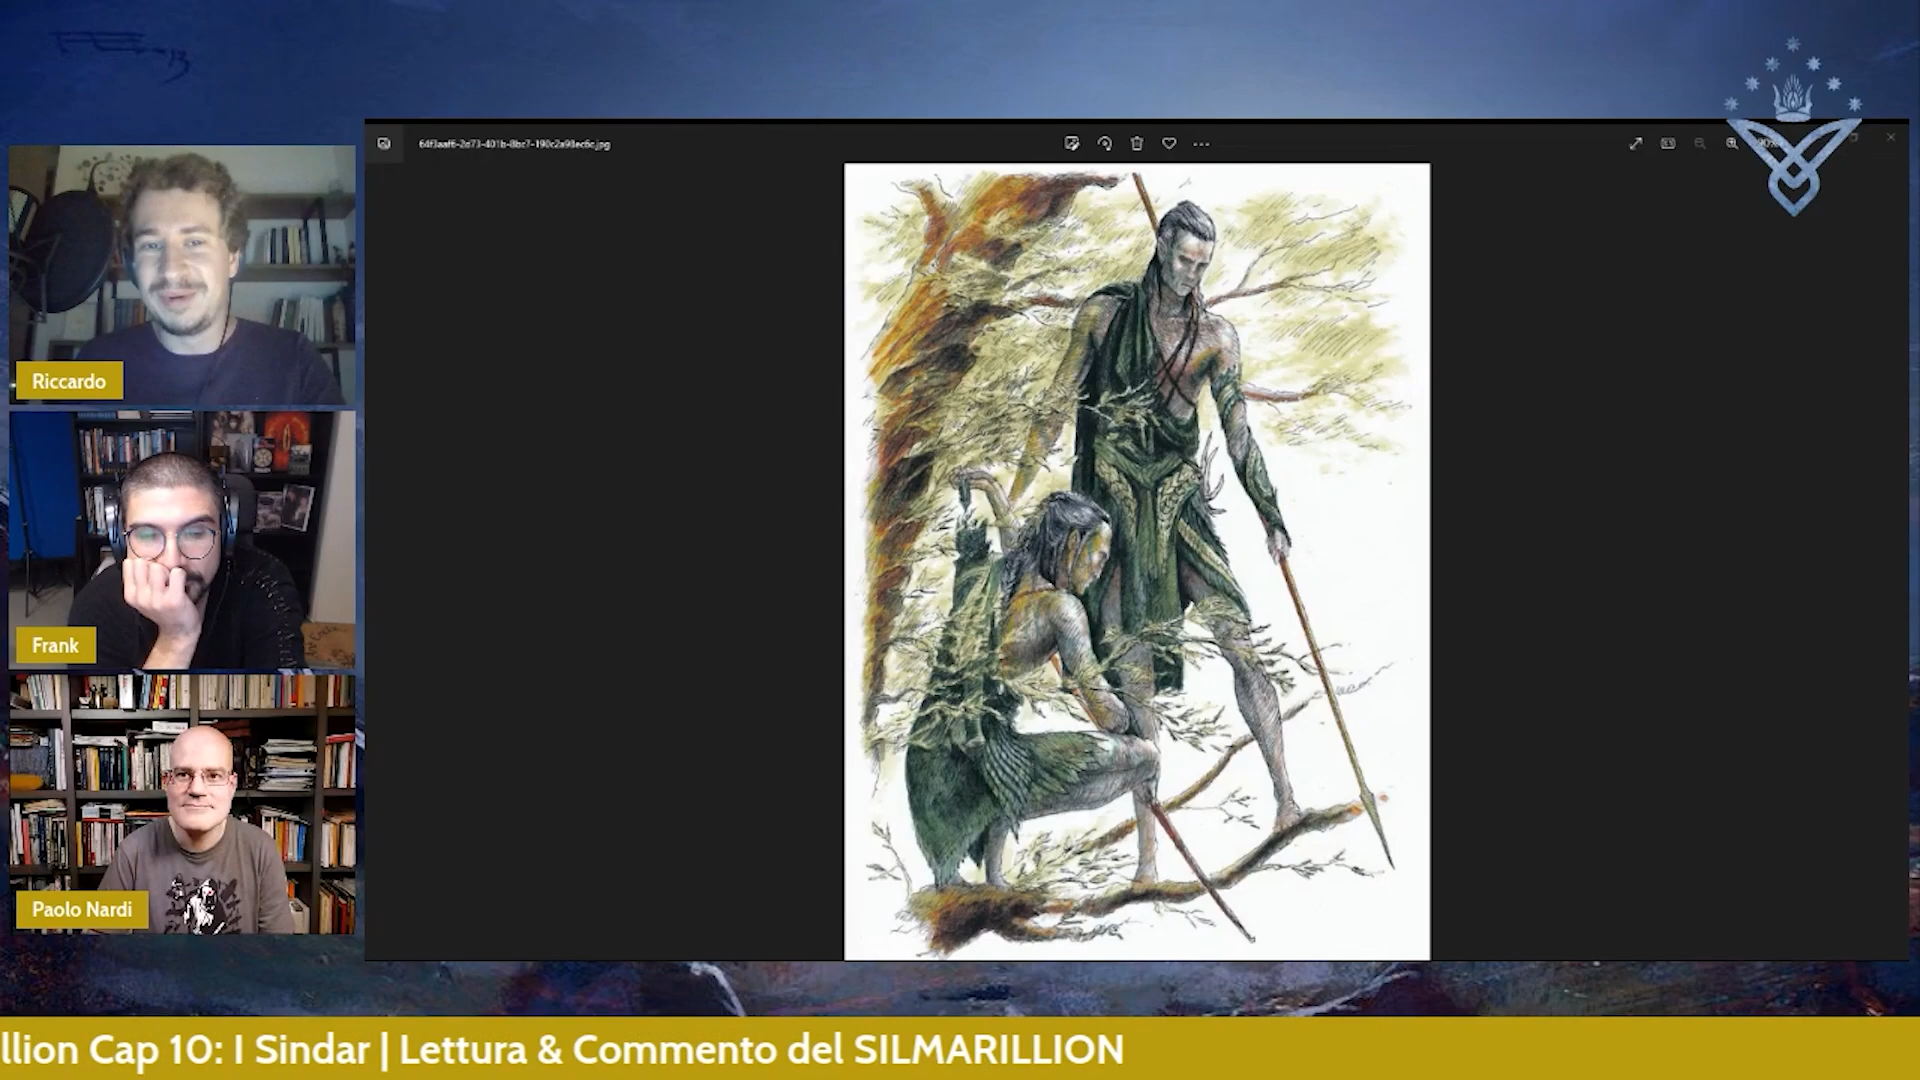 Riccardo
Frank
Paolo Nardi
llion Cap 10: I Sindar | Lettura & Commento del SILMARILLION